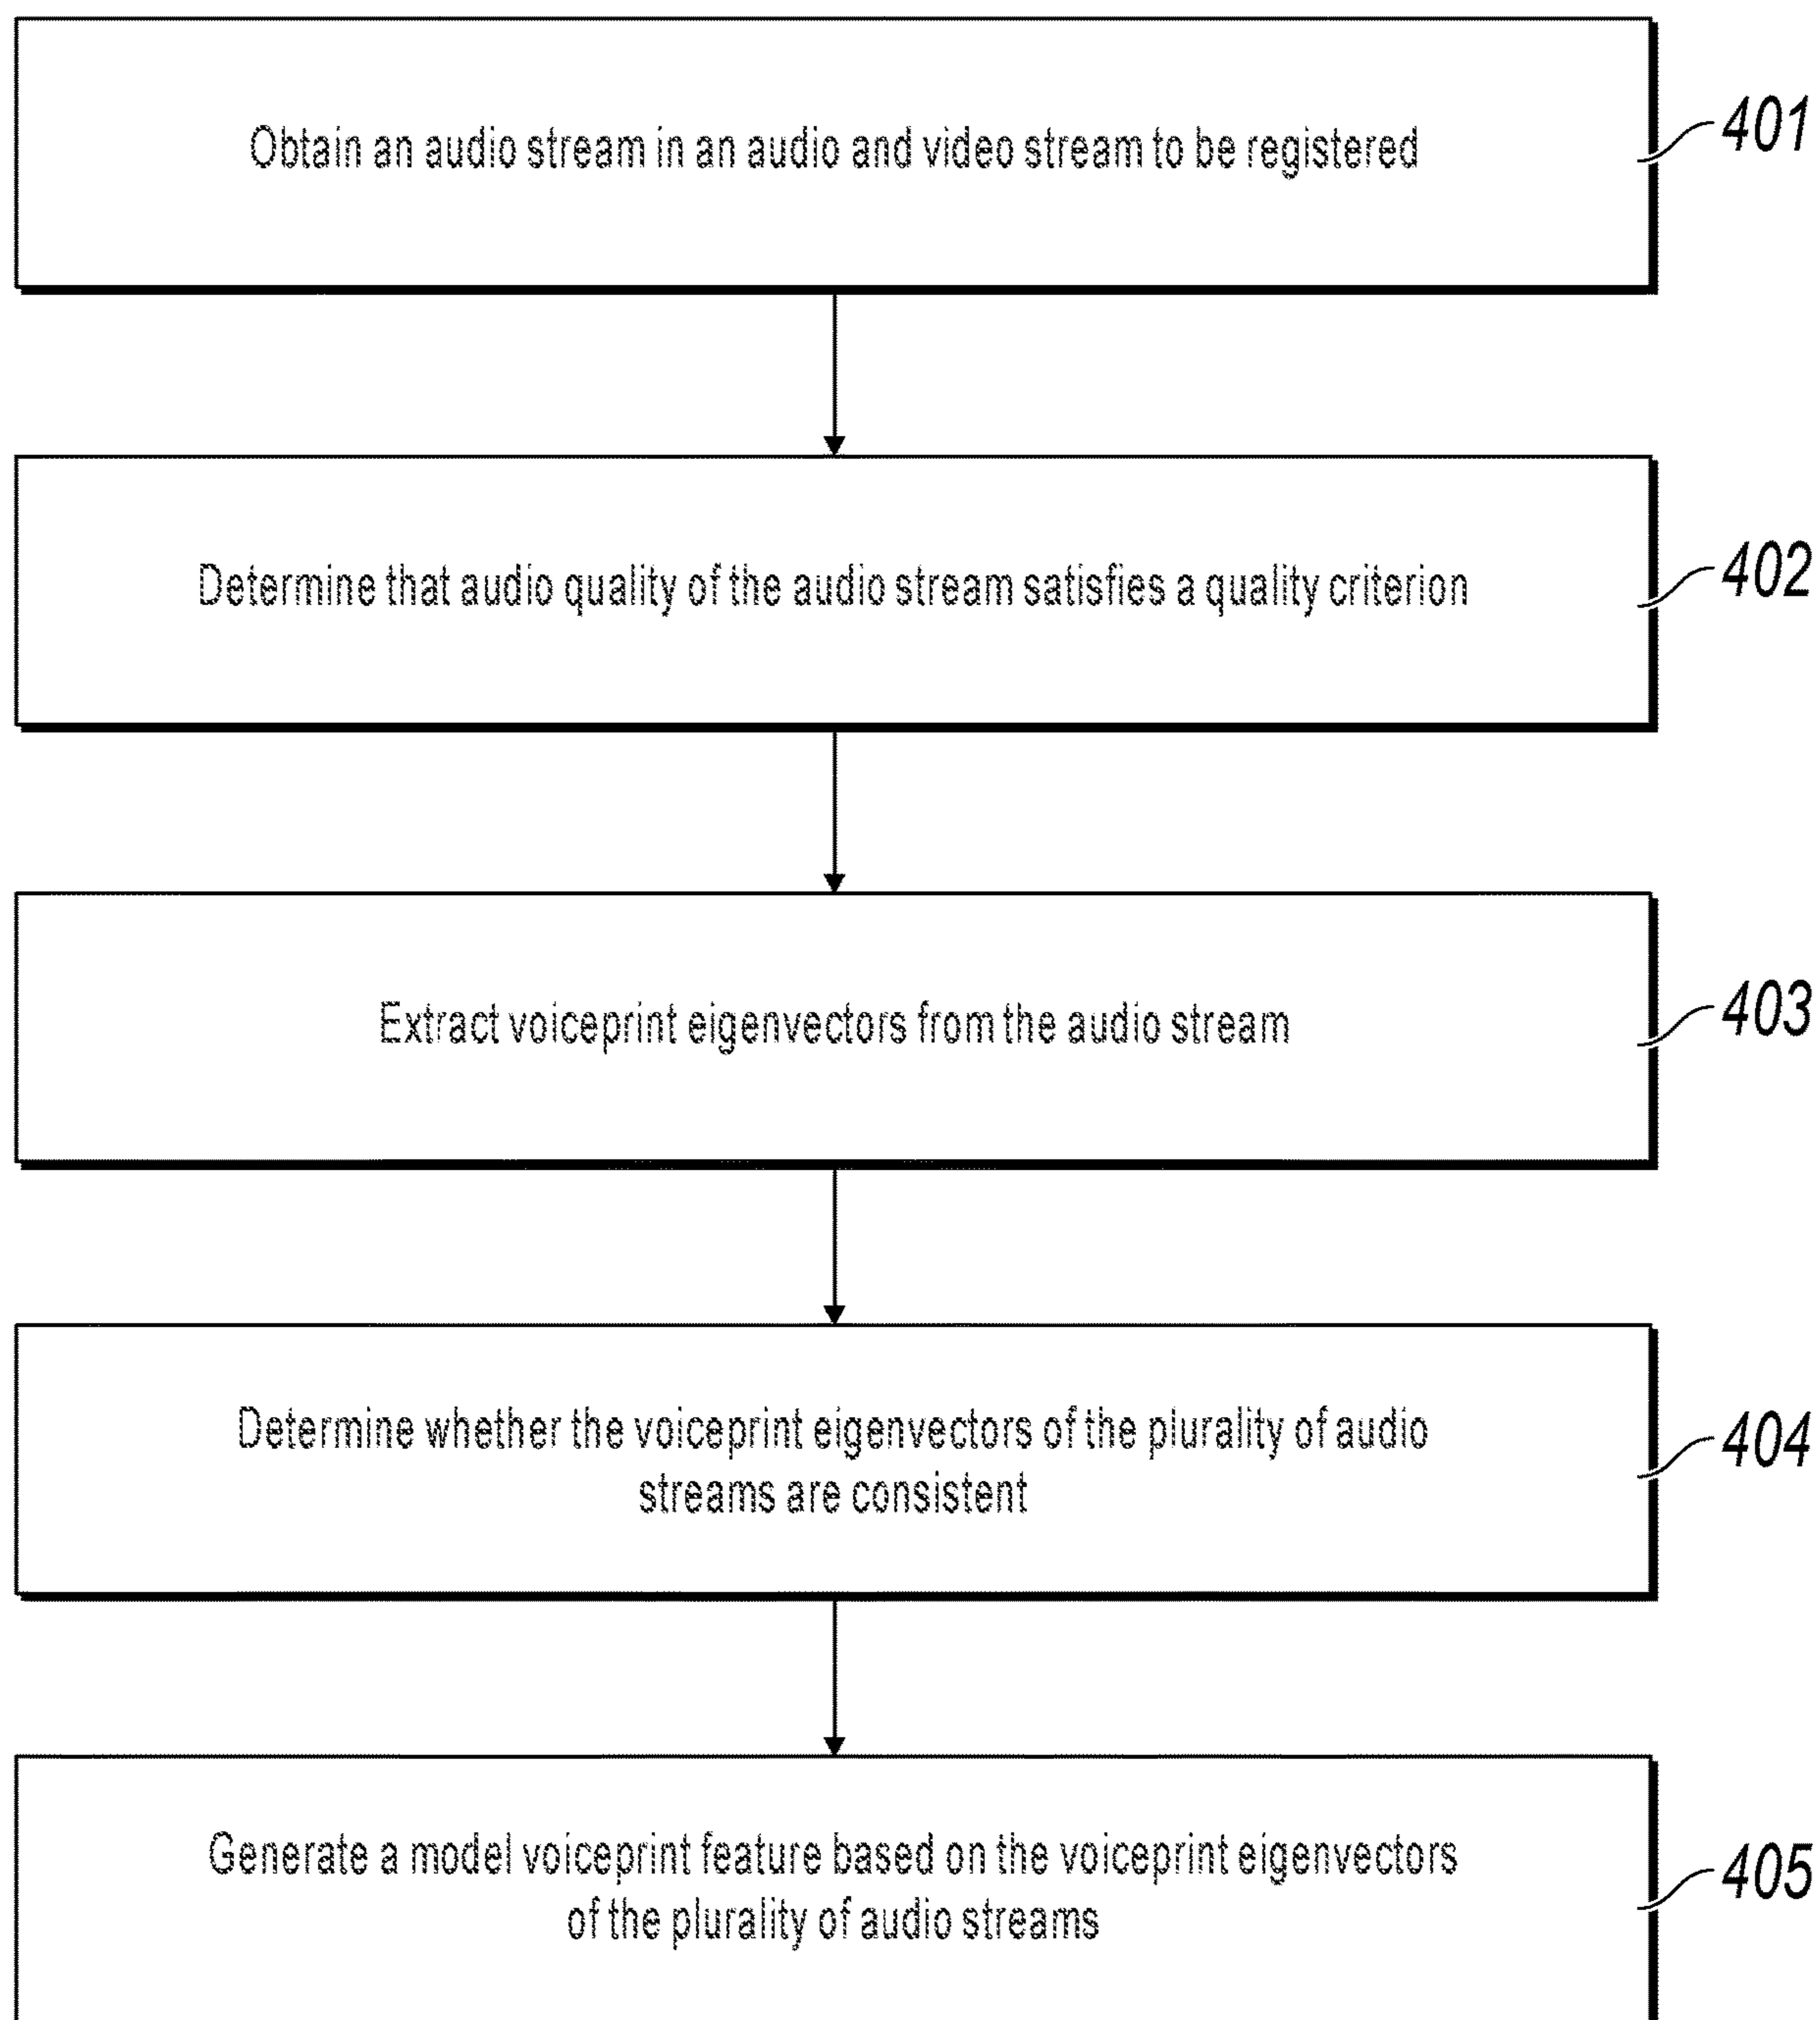 Obtain an audio stream in an audio and video stream to be registered
401
Determine that audio quality of the audio stream satisfies a quality criterion
402
Extract voiceprint eigenvectors from the audio stream
403
Determine whether the voiceprint eigenvectors of the plurality of audio
streams are consistent
404
Generate a model voiceprint feature based on the voiceprint eigenvectors
of the plurality of audio streams
405